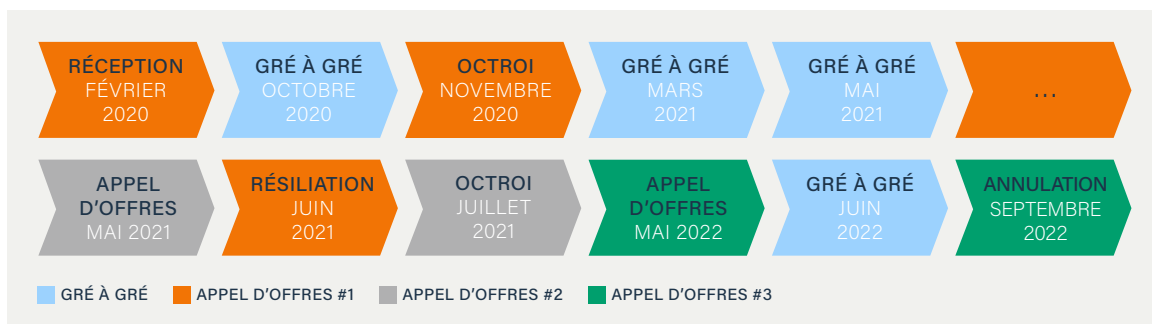 RÉCEPTION
FÉVRIER
2020
GRÉ À GRÉ
OCTOBRE
2020
OCTROI
NOVEMBRE
2020
GRÉ À GRÉ
MARS
2021
GRÉ À GRÉ
MAI
2021
...
APPEL
D'OFFRES
MAI 2021
RÉSILIATION
JUIN
2021
OCTROI
JUILLET
2021
APPEL
D'OFFRES
MAI 2022
GRÉ À GRÉ
JUIN
2022
ANNULATION
SEPTEMBRE
2022
GRÉ À GRÉ
APPEL D'OFFRES #1
APPEL D'OFFRES #2
APPEL D'OFFRES #3